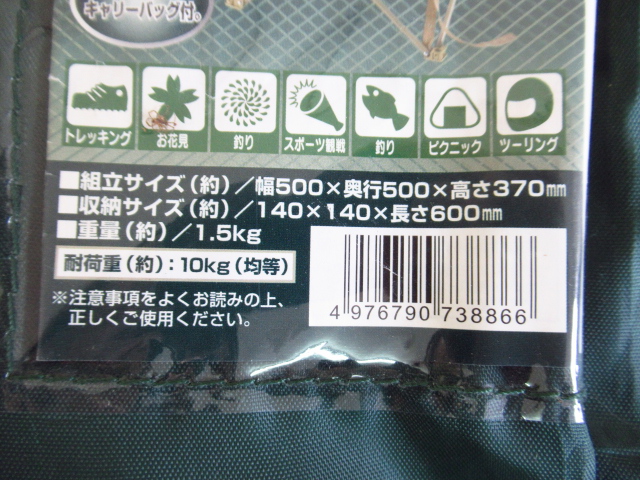 キャリーバッグ付。
トレッキング
お花見
釣り
スポーツ観戦
釣り
ピクニック
ツーリング
■組立サイズ(約)/幅500×奥行500×高さ370mm
■収納サイズ(約)/140×140×長さ600mm
■重量(約)/1.5kg
耐荷重(約):10kg(均等)
※注意事項をよくお読みの上、
正しくご使用ください。
4 976790 738866